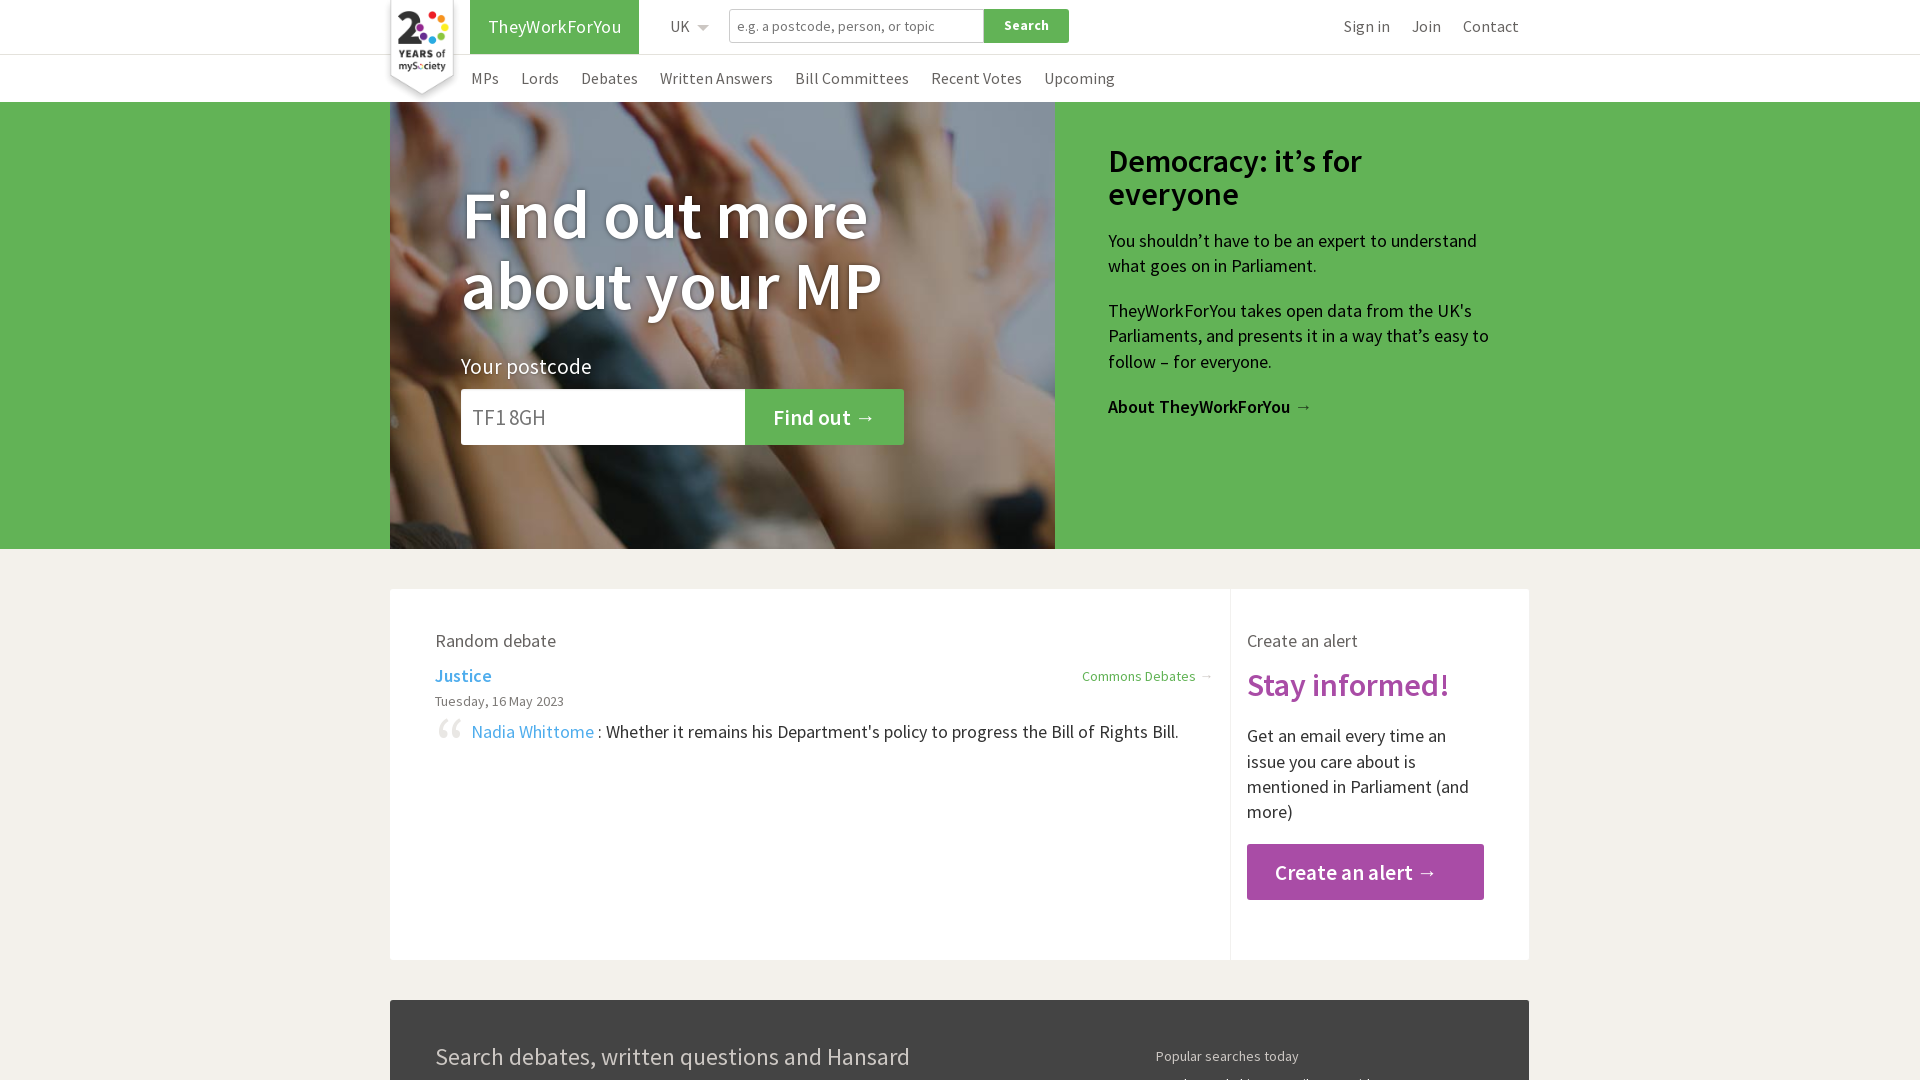 20
YEARS of
mySociety
TheyWorkForYou
UK
e.g. a postcode, person, or topic
Search
Sign in
Join
Contact
MPs
Lords
Debates
Written Answers
Bill Committees
Recent Votes
Upcoming
Find out more
about your MP
Your postcode
TF1 8GH
Find out →
Democracy: it’s for
everyone
You shouldn’t have to be an expert to understand
what goes on in Parliament.
TheyWorkForYou takes open data from the UK's
Parliaments, and presents it in a way that’s easy to
follow – for everyone.
About TheyWorkForYou →
Random debate
Justice
Commons Debates →
Tuesday, 16 May 2023
“ Nadia Whittome : Whether it remains his Department's policy to progress the Bill of Rights Bill.
Create an alert
Stay informed!
Get an email every time an
issue you care about is
mentioned in Parliament (and
more)
Create an alert →
Search debates, written questions and Hansard
Popular searches today